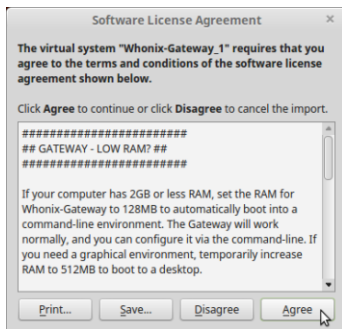 Software License Agreement
The virtual system "Whonix-Gateway_1" requires that you
agree to the terms and conditions of the software license
agreement shown below.
Click Agree to continue or click Disagree to cancel the import.
########################
## GATEWAY - LOW RAM? ##
########################
If your computer has 2GB or less RAM, set the RAM for
Whonix-Gateway to 128MB to automatically boot into a
command-line environment. The Gateway will work
normally, and you can configure it via the command-line. If
you need a graphical environment, temporarily increase
RAM to 512MB to boot to a desktop.
Print... Save... Disagree Agree